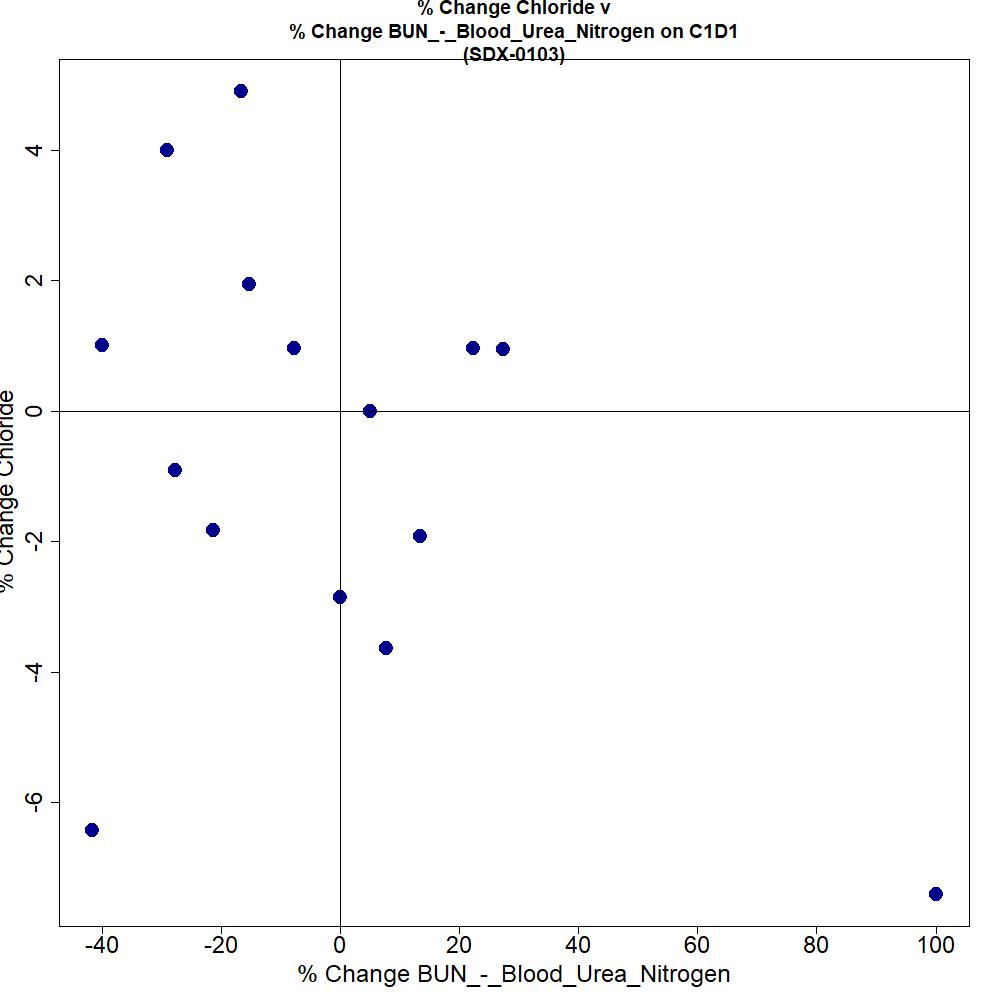 % Change Chloride v
% Change BUN_-_Blood_Urea_Nitrogen on C1D1
(SDX-0103)
% Change Chloride
4
2
0
-2
-4
-6
-40 -20 0 20 40 60 80 100
% Change BUN_-_Blood_Urea_Nitrogen